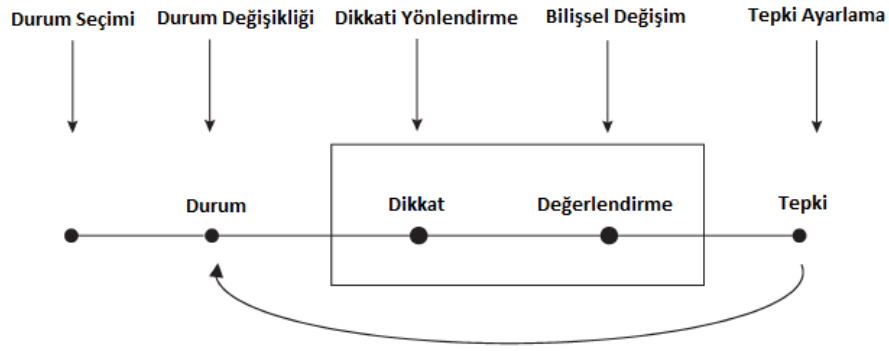 Durum Seçimi
Durum Değişikliği
Dikkati Yönlendirme
Bilişsel Değişim
Tepki Ayarlama
Durum
Dikkat
Değerlendirme
Tepki